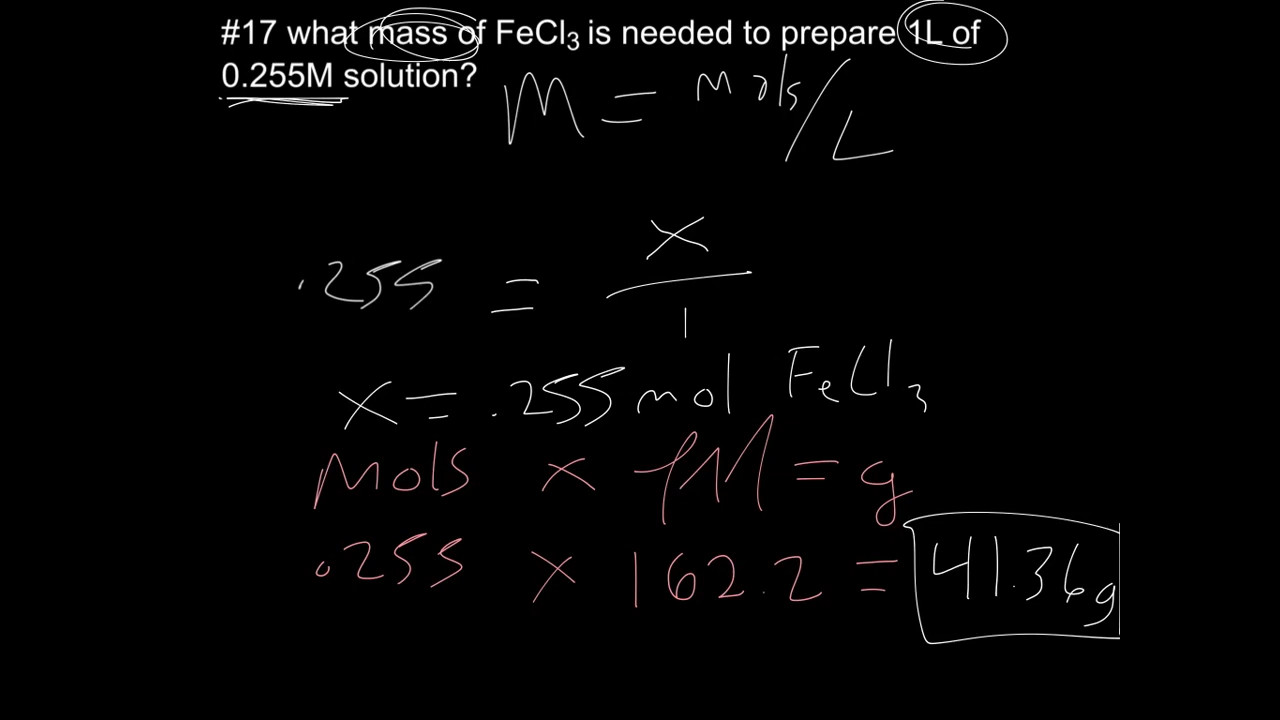 #17 what mass of FeCl₃ is needed to prepare 1L of
0.255M solution?
M = mols/L
.255 = x/1
x = .255 mol FeCl₃
mols x MM = g
.255 x 162.2 = 41.36g